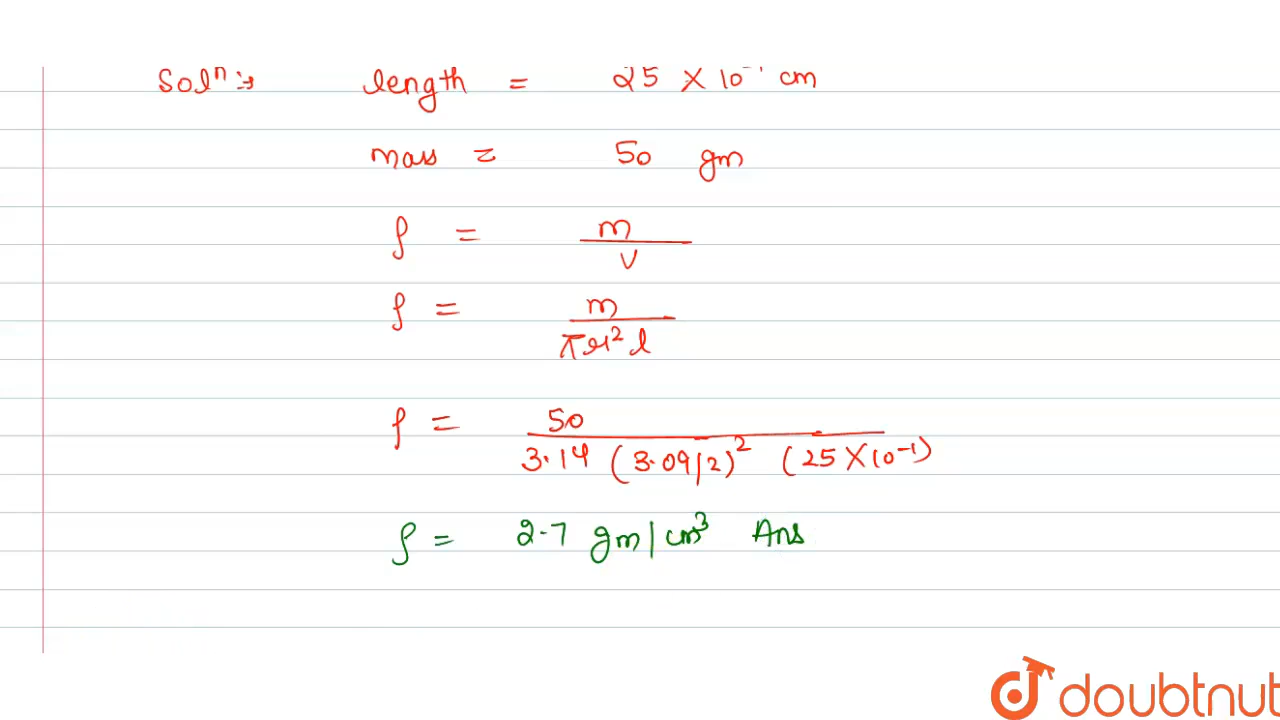 Solⁿ :→ length = 25 × 10⁻¹ cm
mass = 50 gm
ρ = m / v
ρ = m / πr² l
ρ = 50 / 3.14 (3.09/2)² (25×10⁻¹)
ρ = 2.7 gm/cm³ Ans
doubtnut